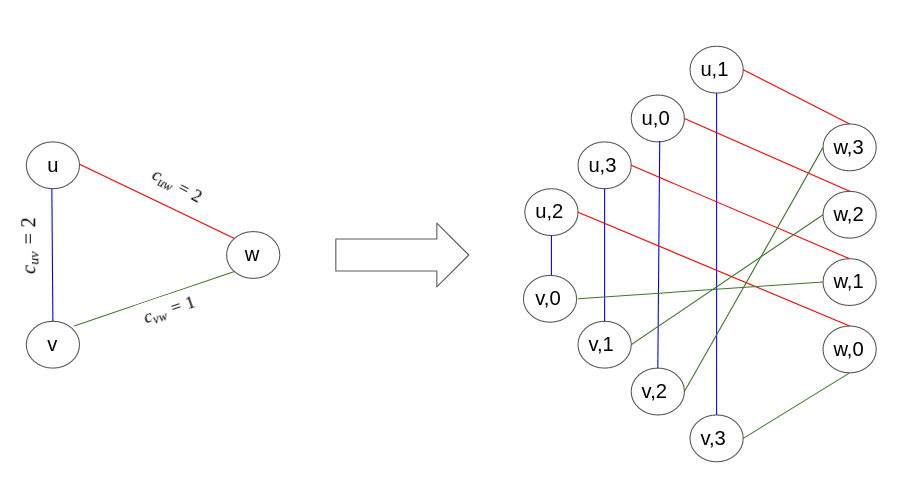 u
c_{uw} = 2
c_{uv} = 2
w
c_{vw} = 1
v
u,1
u,0
w,3
u,3
u,2
w,2
w,1
v,0
v,1
w,0
v,2
v,3